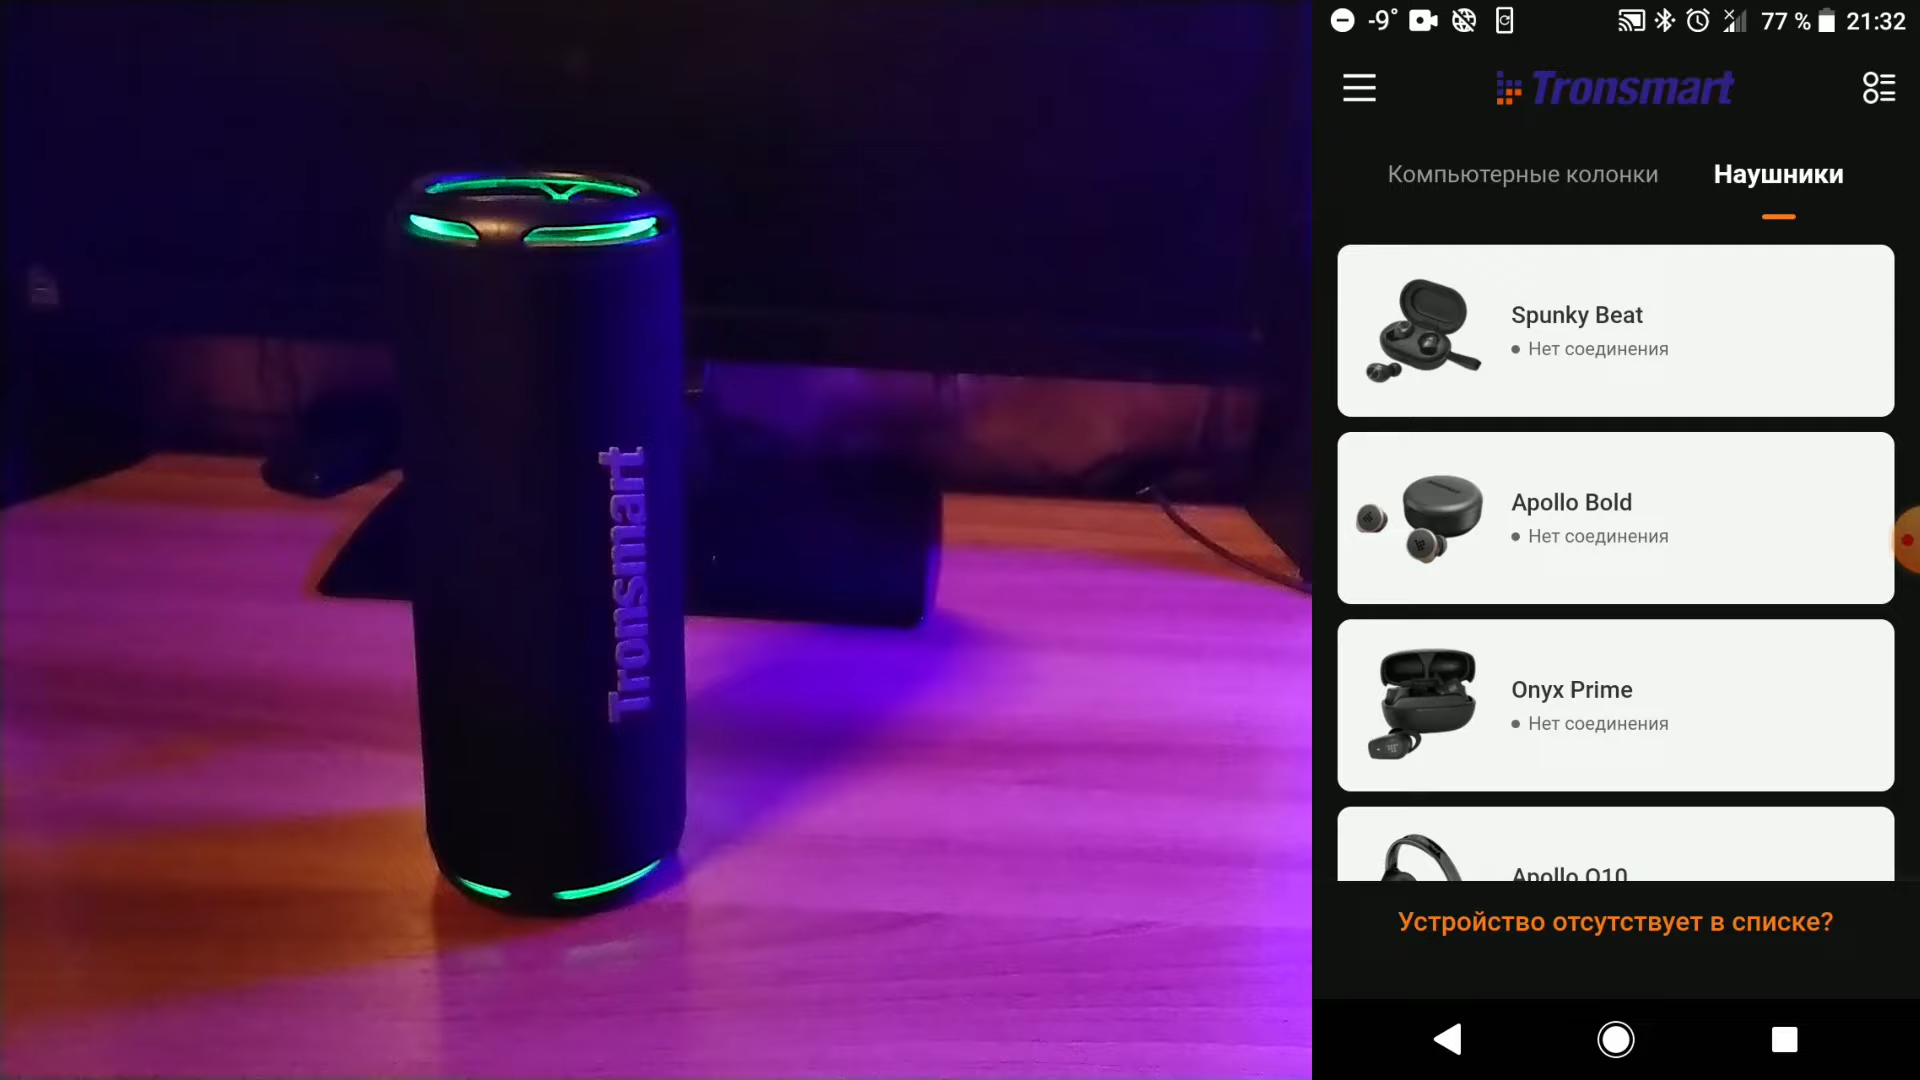 Tronsmart
-9° 77 % 21:32
Tronsmart
Компьютерные колонки Наушники
Spunky Beat
Нет соединения
Apollo Bold
Нет соединения
Onyx Prime
Нет соединения
Apollo Q10
Устройство отсутствует в списке?